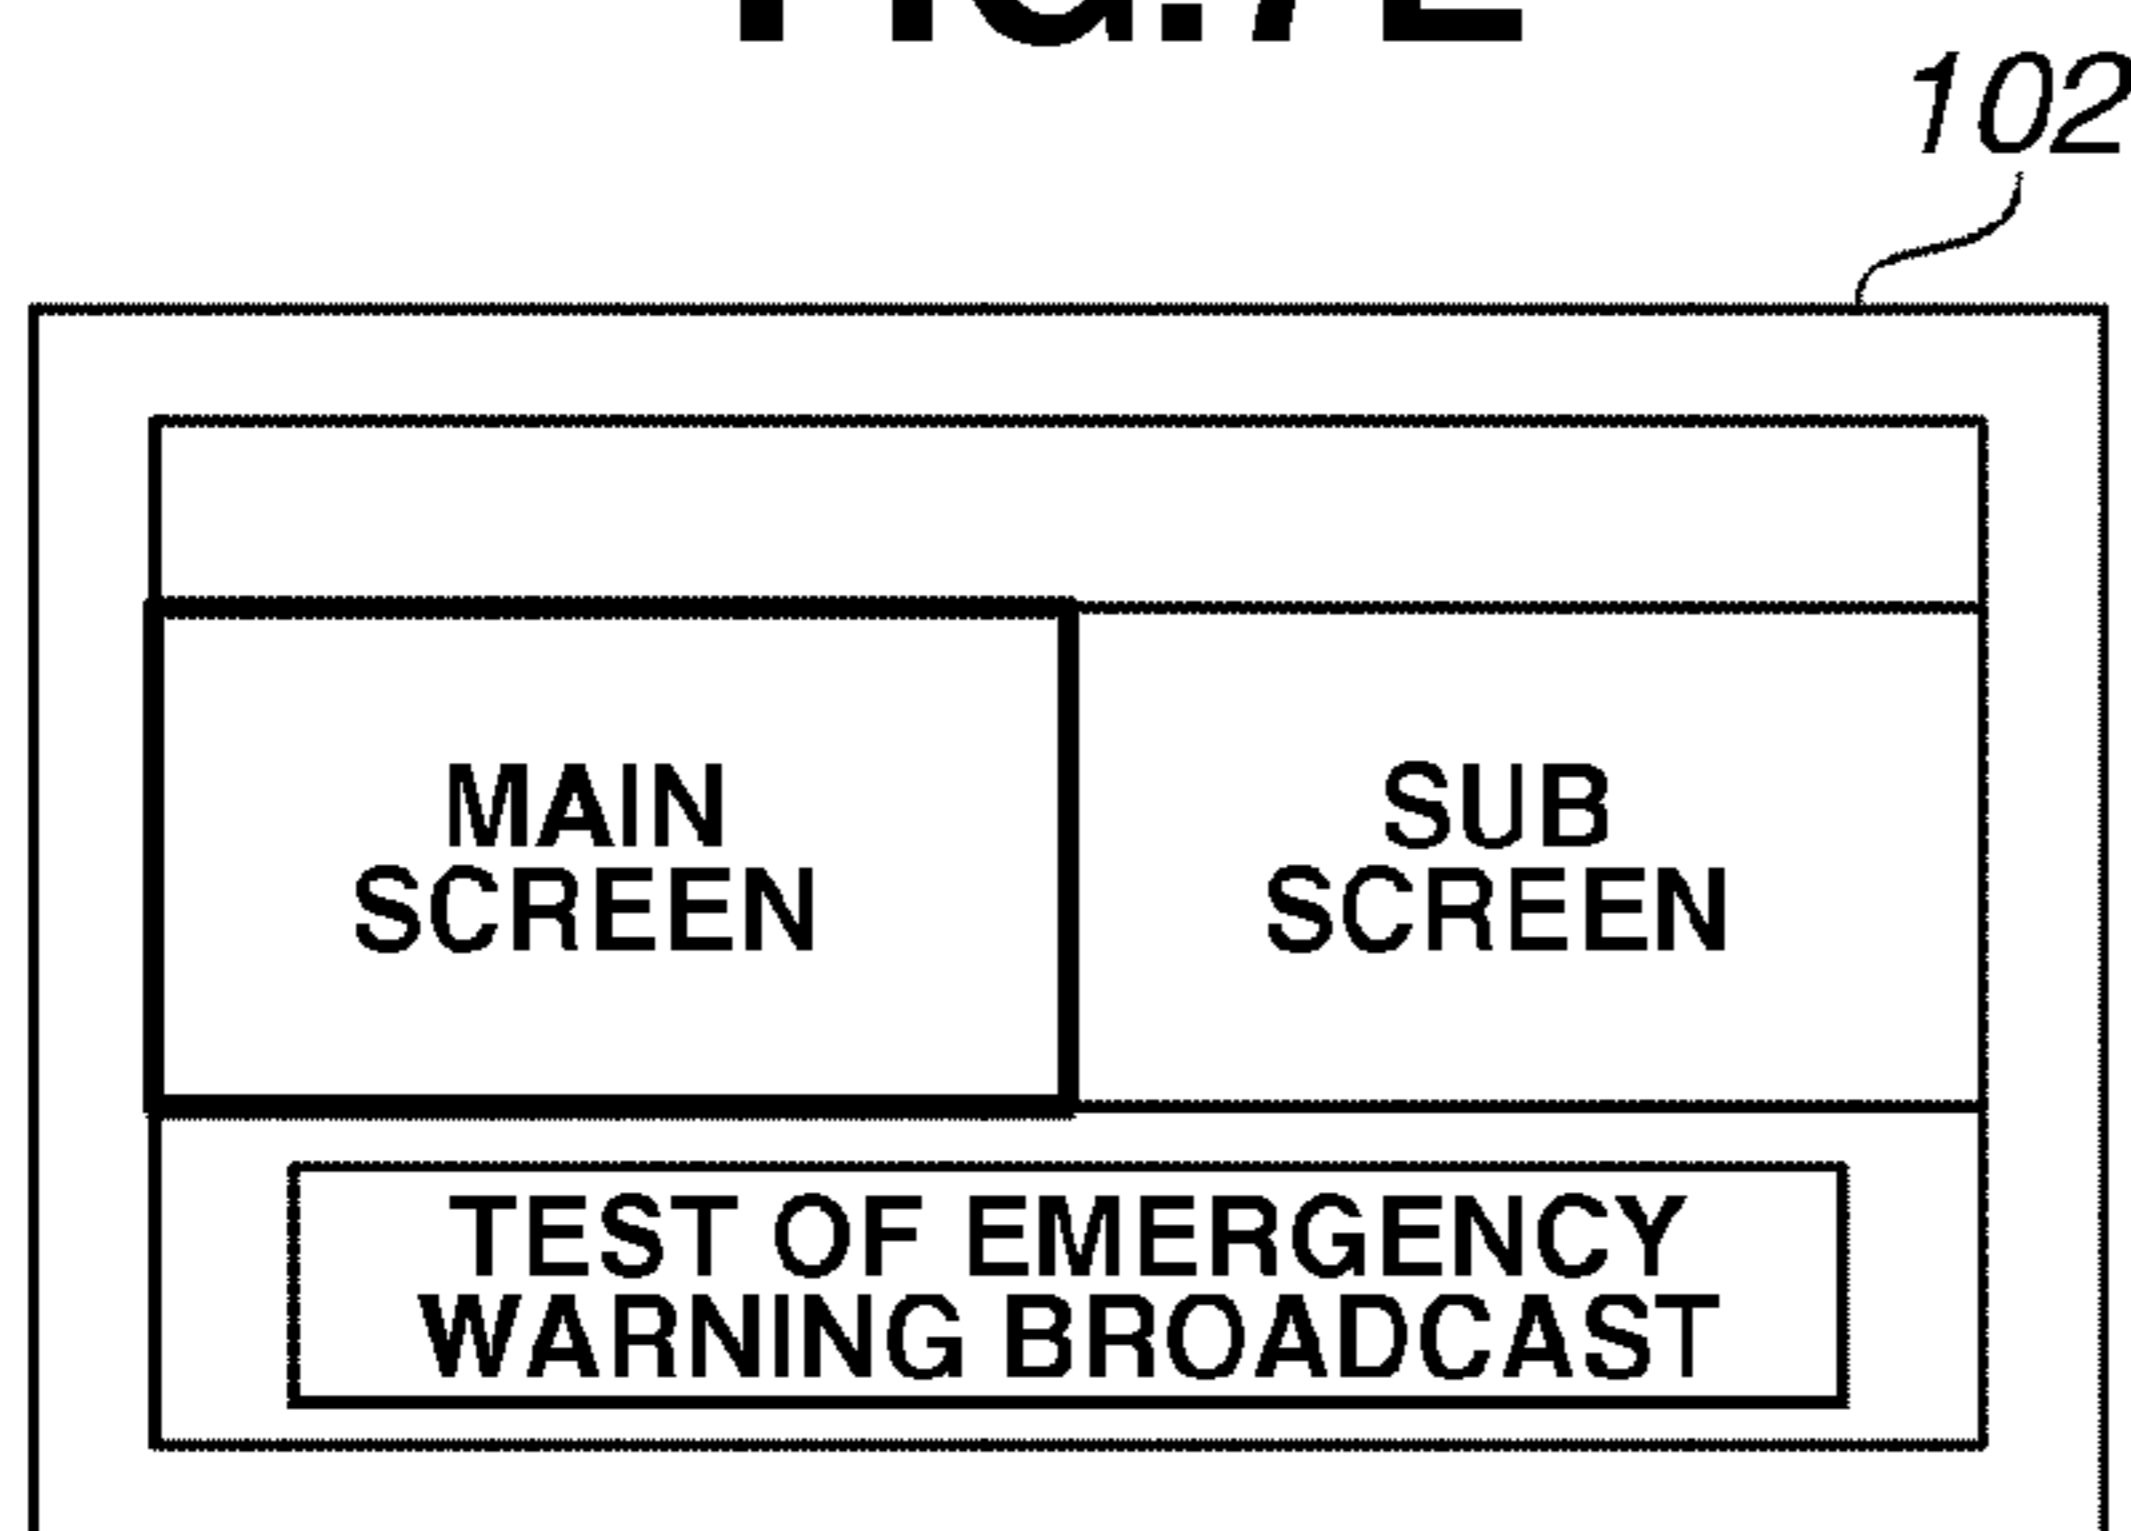 102
MAIN
SCREEN
SUB
SCREEN
TEST OF EMERGENCY
WARNING BROADCAST